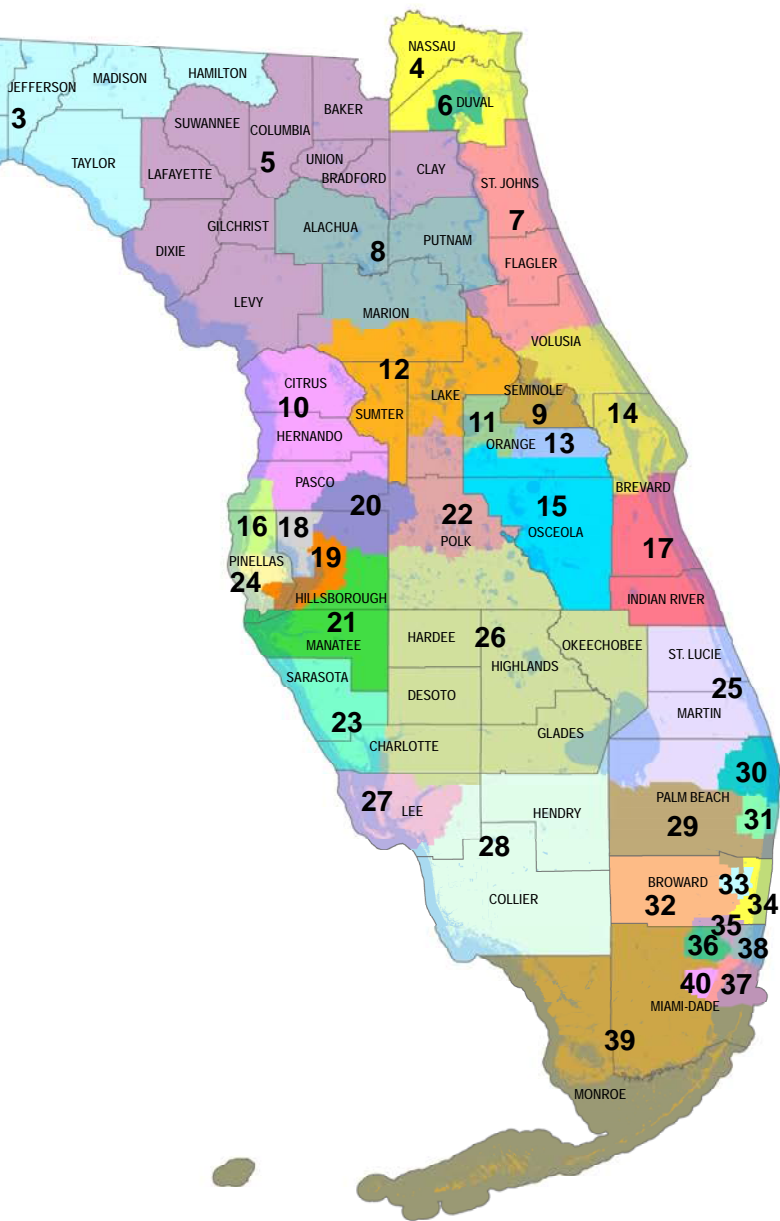 NASSAU
4
HAMILTON
MADISON
JEFFERSON
3
6 DUVAL
BAKER
SUWANNEE
COLUMBIA
5
UNION
BRADFORD
CLAY
TAYLOR
LAFAYETTE
ST. JOHNS
7
GILCHRIST
ALACHUA
8
PUTNAM
DIXIE
FLAGLER
LEVY
MARION
VOLUSIA
12
CITRUS
10
LAKE
SEMINOLE
9
SUMTER
11
14
HERNANDO
ORANGE 13
PASCO
BREVARD
20
22
15
16
18
POLK
OSCEOLA
17
19
PINELLAS
24
HILLSBOROUGH
INDIAN RIVER
21
MANATEE
HARDEE
26
HIGHLANDS
OKEECHOBEE
ST. LUCIE
SARASOTA
25
DESOTO
23
MARTIN
CHARLOTTE
GLADES
30
27
LEE
HENDRY
PALM BEACH
31
29
28
BROWARD
33
32
34
COLLIER
35
36
38
40
37
MIAMI-DADE
39
MONROE